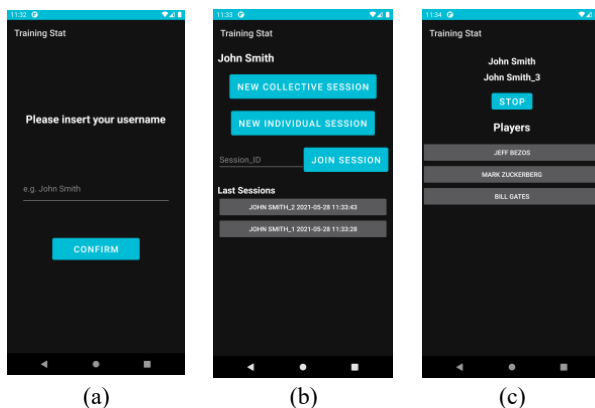 11:32
Training Stat
Please insert your username
e.g. John Smith
CONFIRM
(a)
11:33
Training Stat
John Smith
NEW COLLECTIVE SESSION
NEW INDIVIDUAL SESSION
Session_ID
JOIN SESSION
Last Sessions
JOHN SMITH_2 2021-05-28 11:33:43
JOHN SMITH_1 2021-05-28 11:33:28
(b)
11:34
Training Stat
John Smith
John Smith_3
STOP
Players
JEFF BEZOS
MARK ZUCKERBERG
BILL GATES
(c)